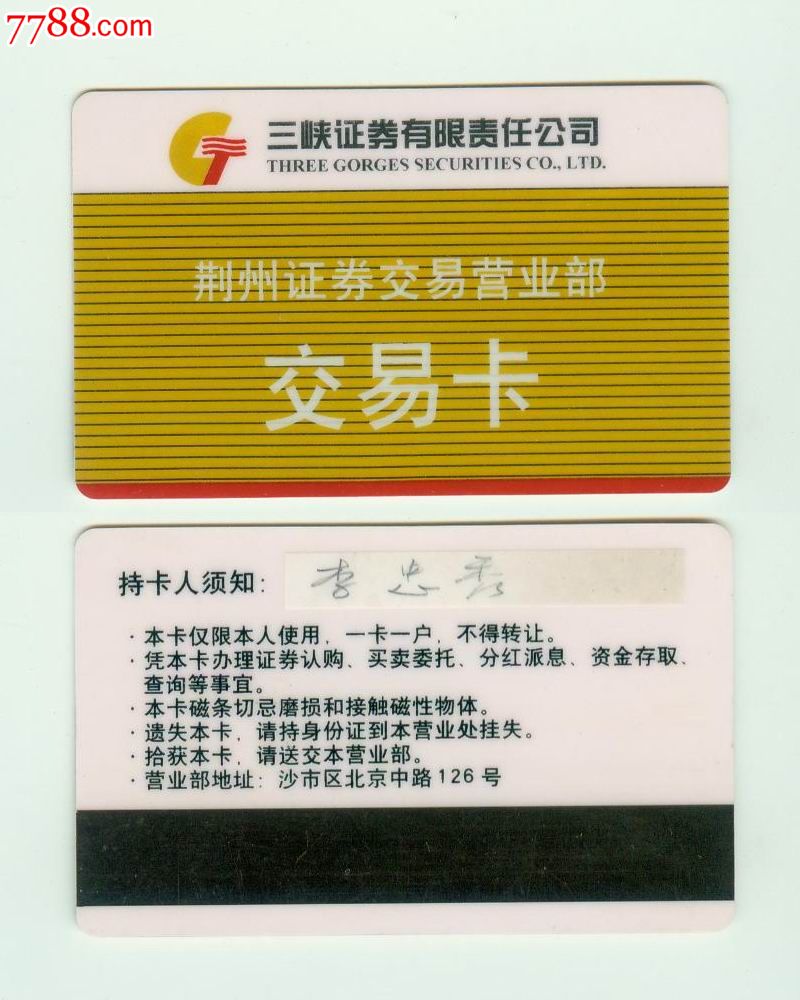 7788.com
三峡证券有限责任公司
THREE GORGES SECURITIES CO., LTD.
荆州证券交易营业部
交易卡
持卡人须知: 李忠秀
·本卡仅限本人使用、一卡一户、不得转让。
·凭本卡办理证券认购、买卖委托、分红派息、资金存取、
查询等事宜。
·本卡磁条切忌磨损和接触磁性物体。
·遗失本卡，请持身份证到本营业处挂失。
·拾获本卡，请送交本营业部。
·营业部地址：沙市区北京中路126号